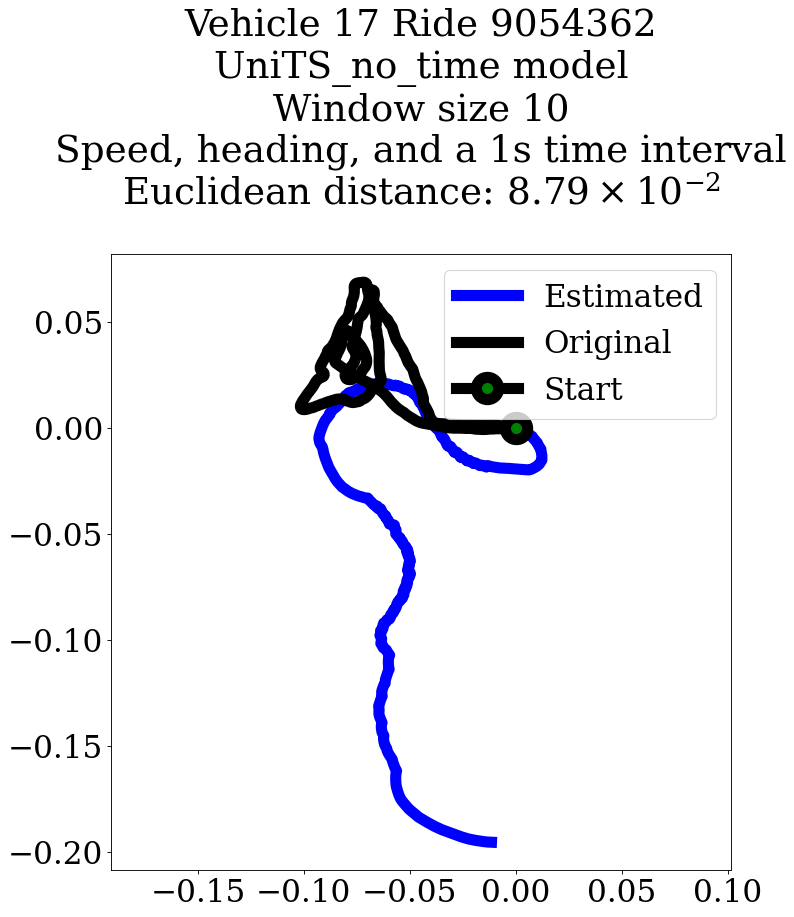 Vehicle 17 Ride 9054362
UniTS_no_time model
Window size 10
Speed, heading, and a 1s time interval
Euclidean distance: 8.79 × 10⁻²
Estimated
Original
Start
0.05
0.00
−0.05
−0.10
−0.15
−0.20
−0.15 −0.10 −0.05 0.00 0.05 0.10